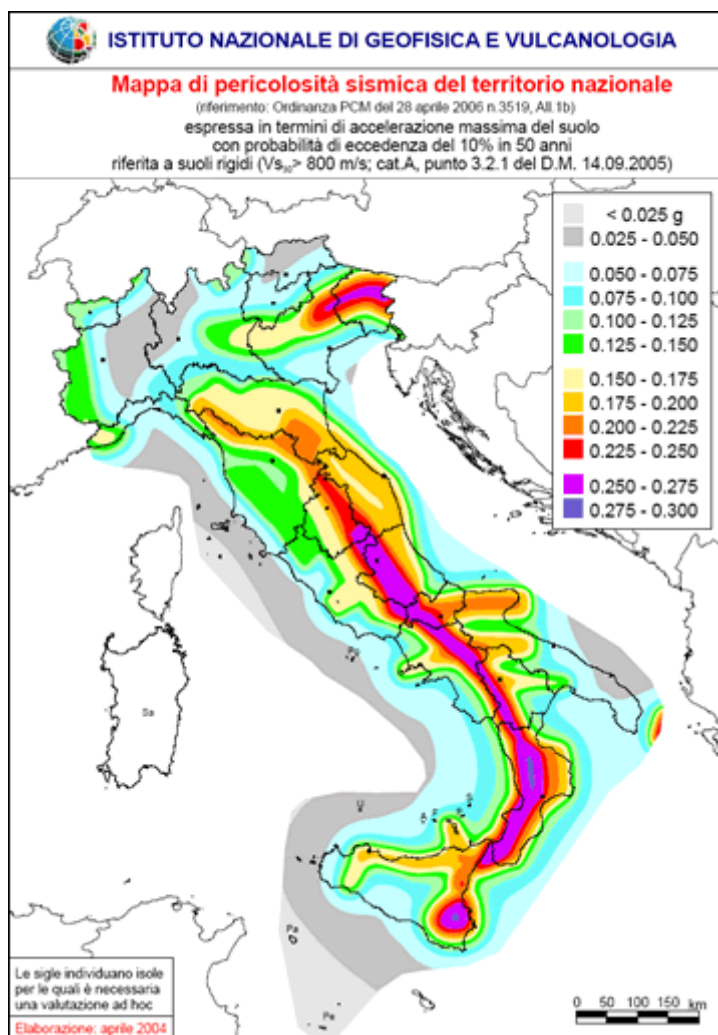 ISTITUTO NAZIONALE DI GEOFISICA E VULCANOLOGIA
Mappa di pericolosità sismica del territorio nazionale
(riferimento: Ordinanza PCM del 28 aprile 2006 n.3519, All.1b)
espressa in termini di accelerazione massima del suolo
con probabilità di eccedenza del 10% in 50 anni
riferita a suoli rigidi (Vs₃₀> 800 m/s; cat.A, punto 3.2.1 del D.M. 14.09.2005)
< 0.025 g
0.025 - 0.050
0.050 - 0.075
0.075 - 0.100
0.100 - 0.125
0.125 - 0.150
0.150 - 0.175
0.175 - 0.200
0.200 - 0.225
0.225 - 0.250
0.250 - 0.275
0.275 - 0.300
Sa
U
Pa
Pe
Le sigle individuano isole
per le quali è necessaria
una valutazione ad hoc
Elaborazione: aprile 2004
0 50 100 150 km